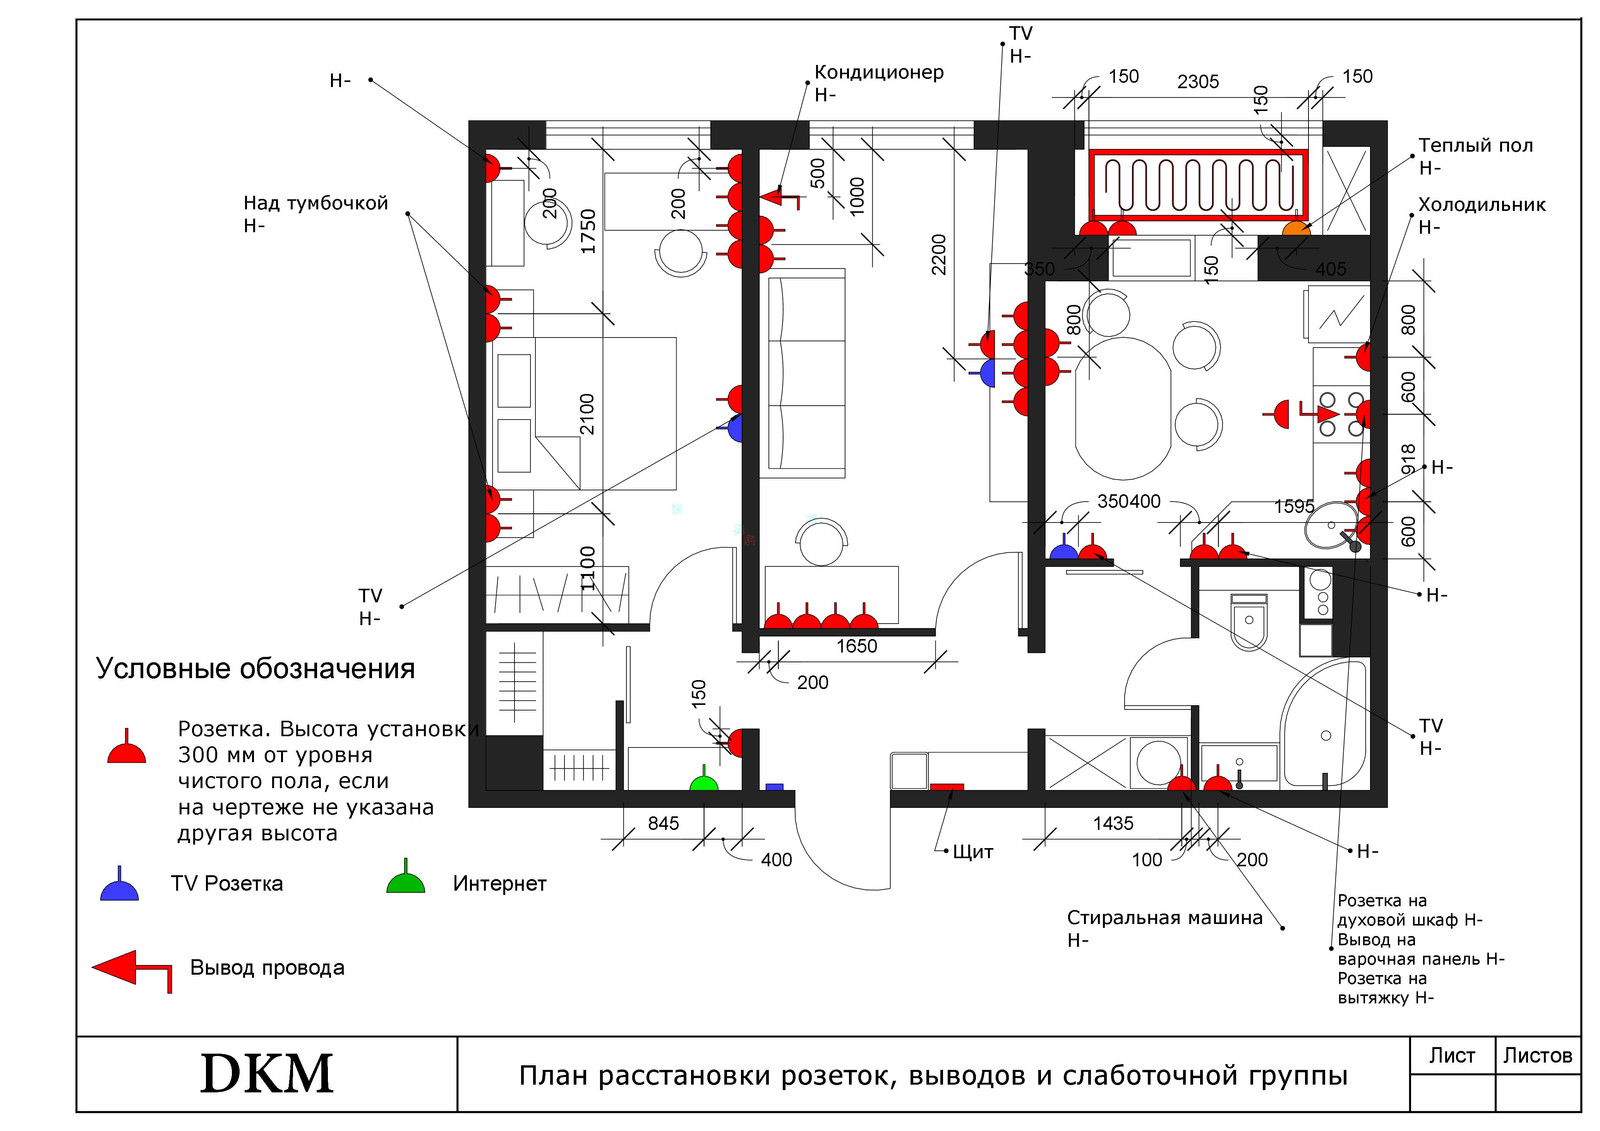 TV
H-
Кондиционер
H-
H-
150
2305
150
150
Теплый пол
H-
Холодильник
H-
Над тумбочкой
H-
200
1750
200
500
1000
2200
350
150
405
800
800
600
918
600
2100
1100
H-
350400
1595
H-
TV
H-
1650
200
150
TV
H-
Условные обозначения
Розетка. Высота установки
300 мм от уровня
чистого пола, если
на чертеже не указана
другая высота
TV Розетка
Интернет
Вывод провода
845
400
Щит
1435
100
200
H-
Стиральная машина
H-
Розетка на
духовой шкаф H-
Вывод на
варочная панель H-
Розетка на
вытяжку H-
DKM
План расстановки розеток, выводов и слаботочной группы
Лист
Листов